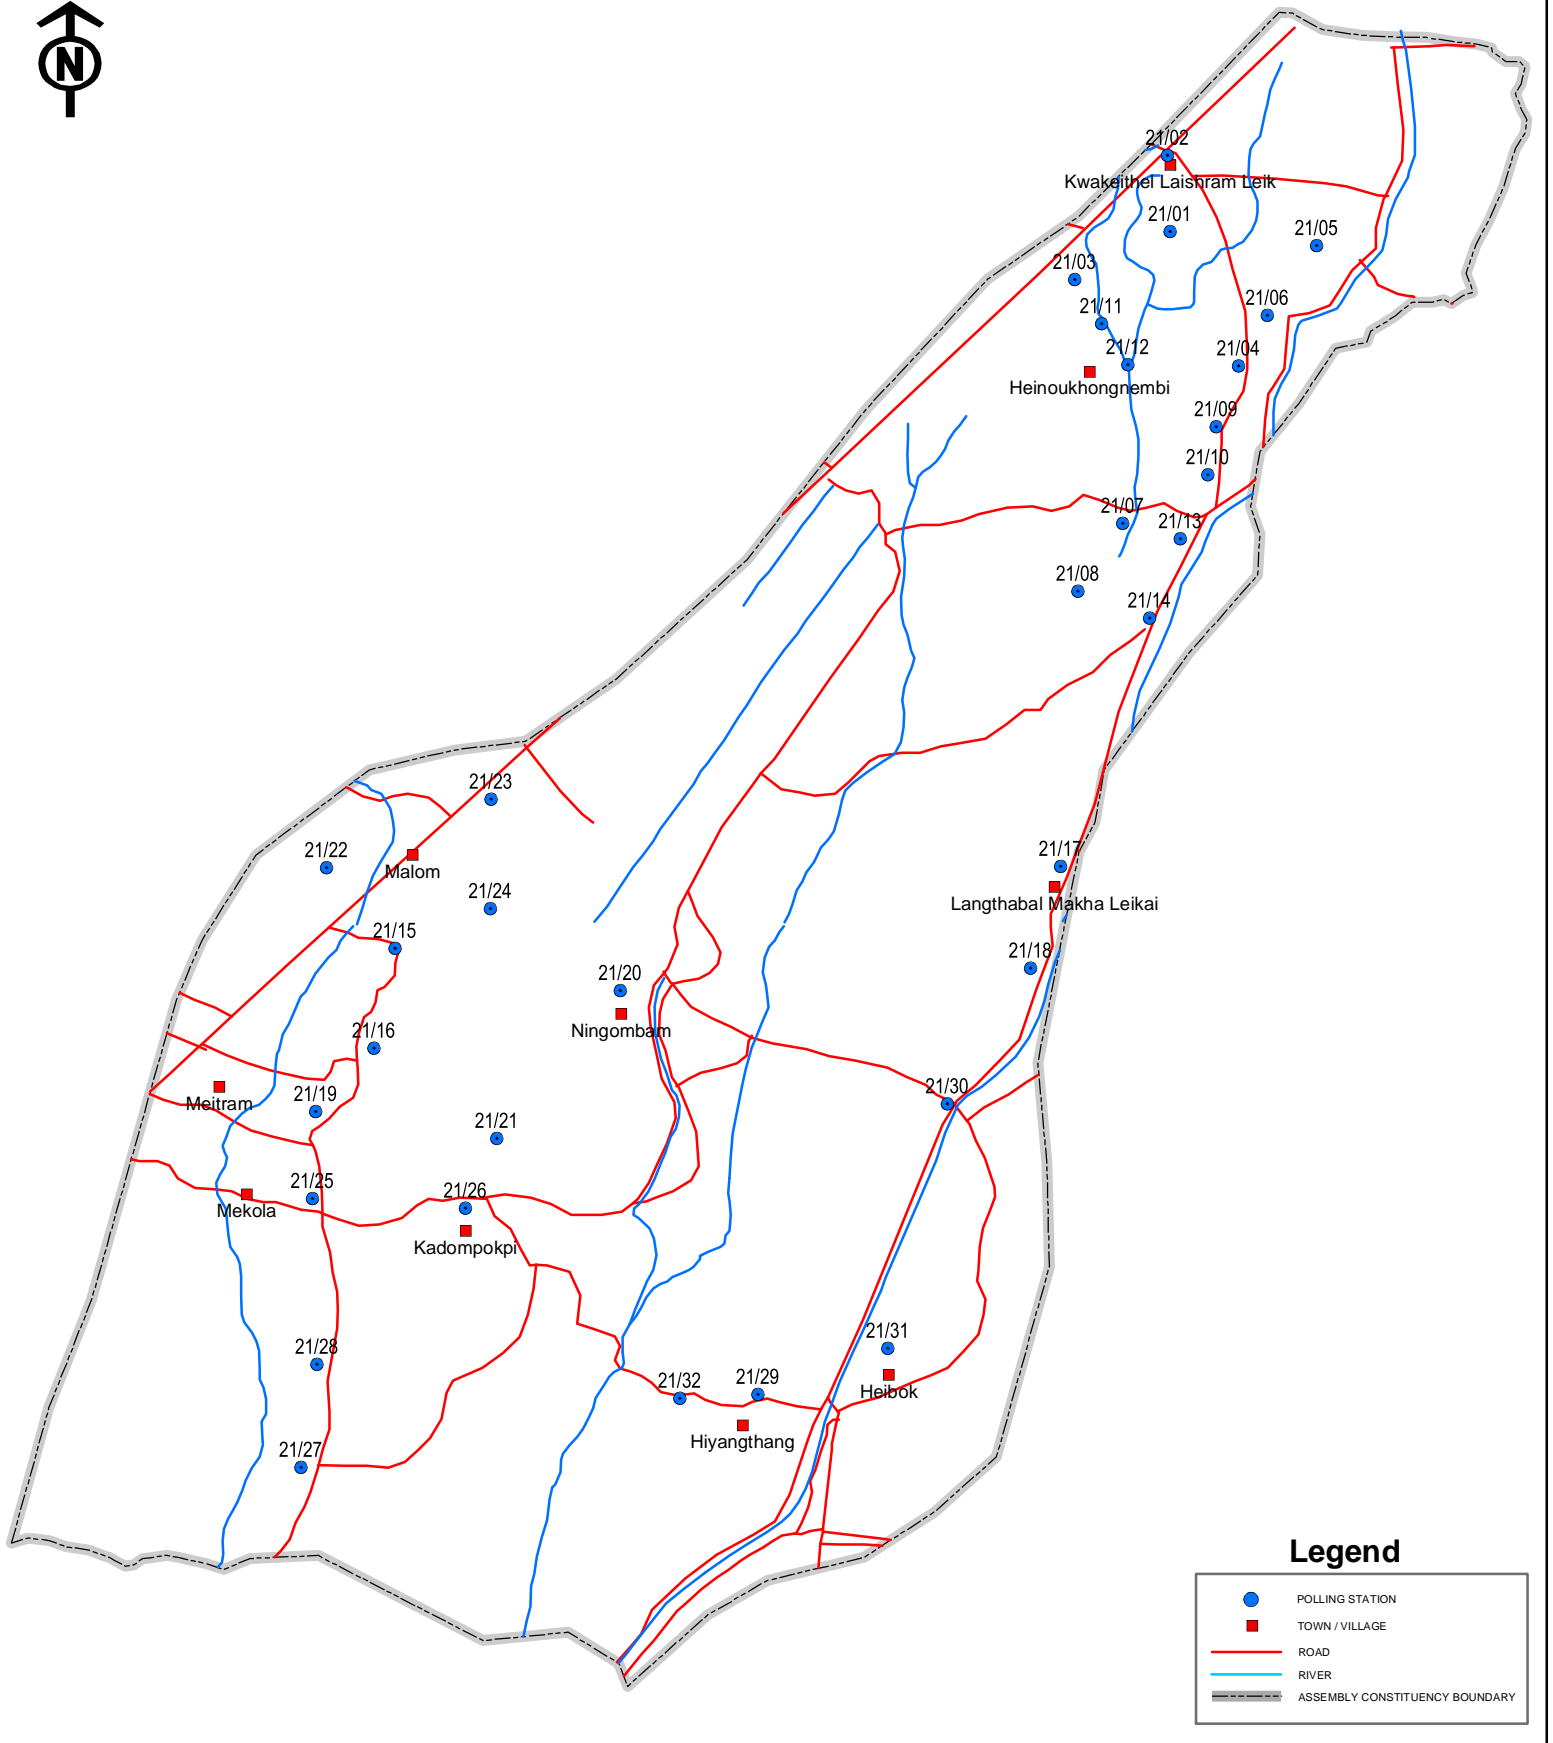 N
21/02
Kwakeithel Laishram Leik
21/01
21/05
21/03
21/06
21/11
21/12
21/04
Heinoukhongnembi
21/09
21/10
21/07
21/13
21/08
21/14
21/23
21/22
21/17
Malom
21/24
Langthabal Makha Leikai
21/15
21/18
21/20
Ningombam
21/16
21/30
21/19
Meitram
21/21
21/25
21/26
Mekola
Kadompokpi
21/31
21/28
21/32
21/29
Heibok
Hiyangthang
21/27
Legend
POLLING STATION
TOWN / VILLAGE
ROAD
RIVER
ASSEMBLY CONSTITUENCY BOUNDARY